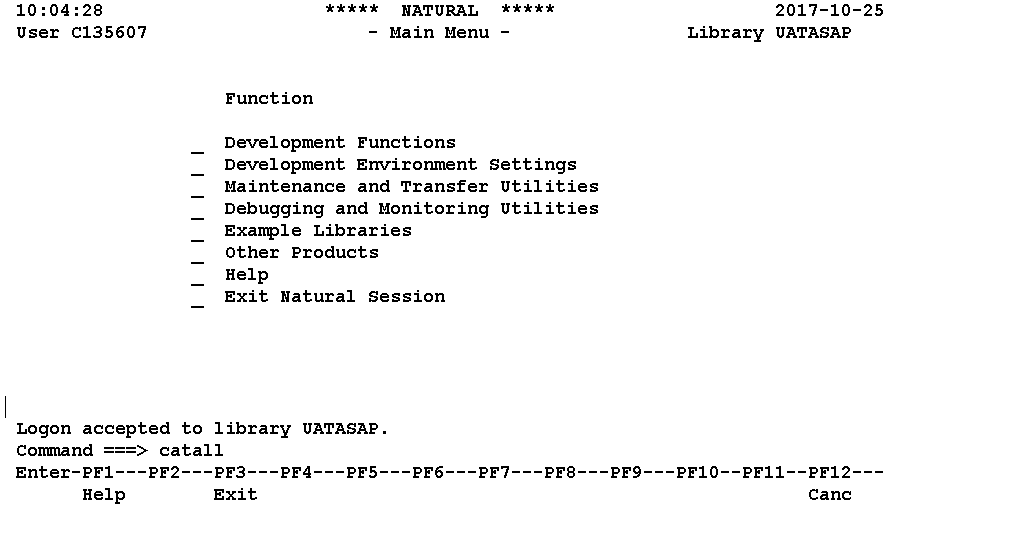 10:04:28 ***** NATURAL ***** 2017-10-25
User C135607 - Main Menu - Library UATASAP
Function
_ Development Functions
_ Development Environment Settings
_ Maintenance and Transfer Utilities
_ Debugging and Monitoring Utilities
_ Example Libraries
_ Other Products
_ Help
_ Exit Natural Session
Logon accepted to library UATASAP.
Command ===> catall
Enter-PF1---PF2---PF3---PF4---PF5---PF6---PF7---PF8---PF9---PF10--PF11--PF12---
Help Exit Canc